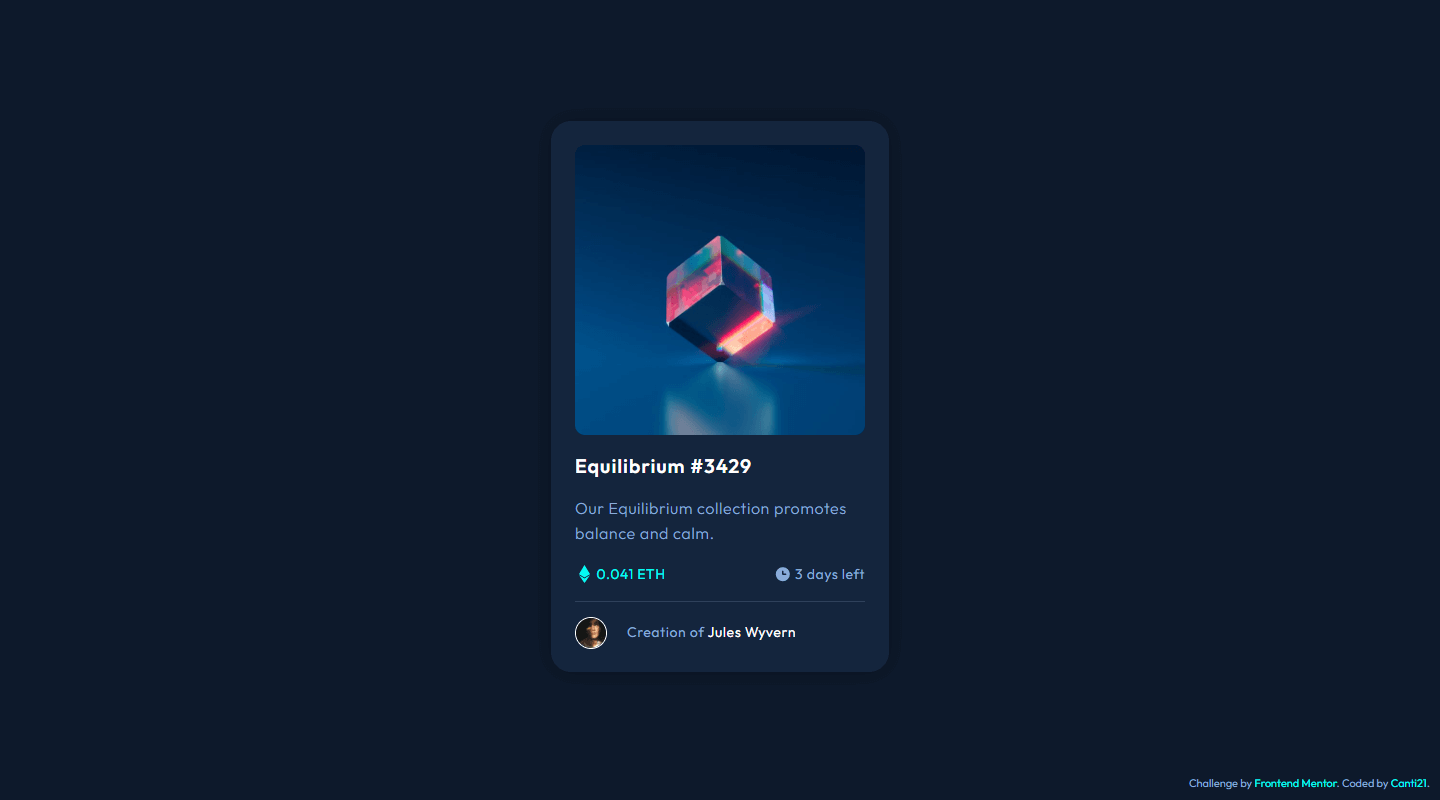 Equilibrium #3429
Our Equilibrium collection promotes
balance and calm.
0.041 ETH
3 days left
Creation of Jules Wyvern
Challenge by Frontend Mentor. Coded by Canti21.